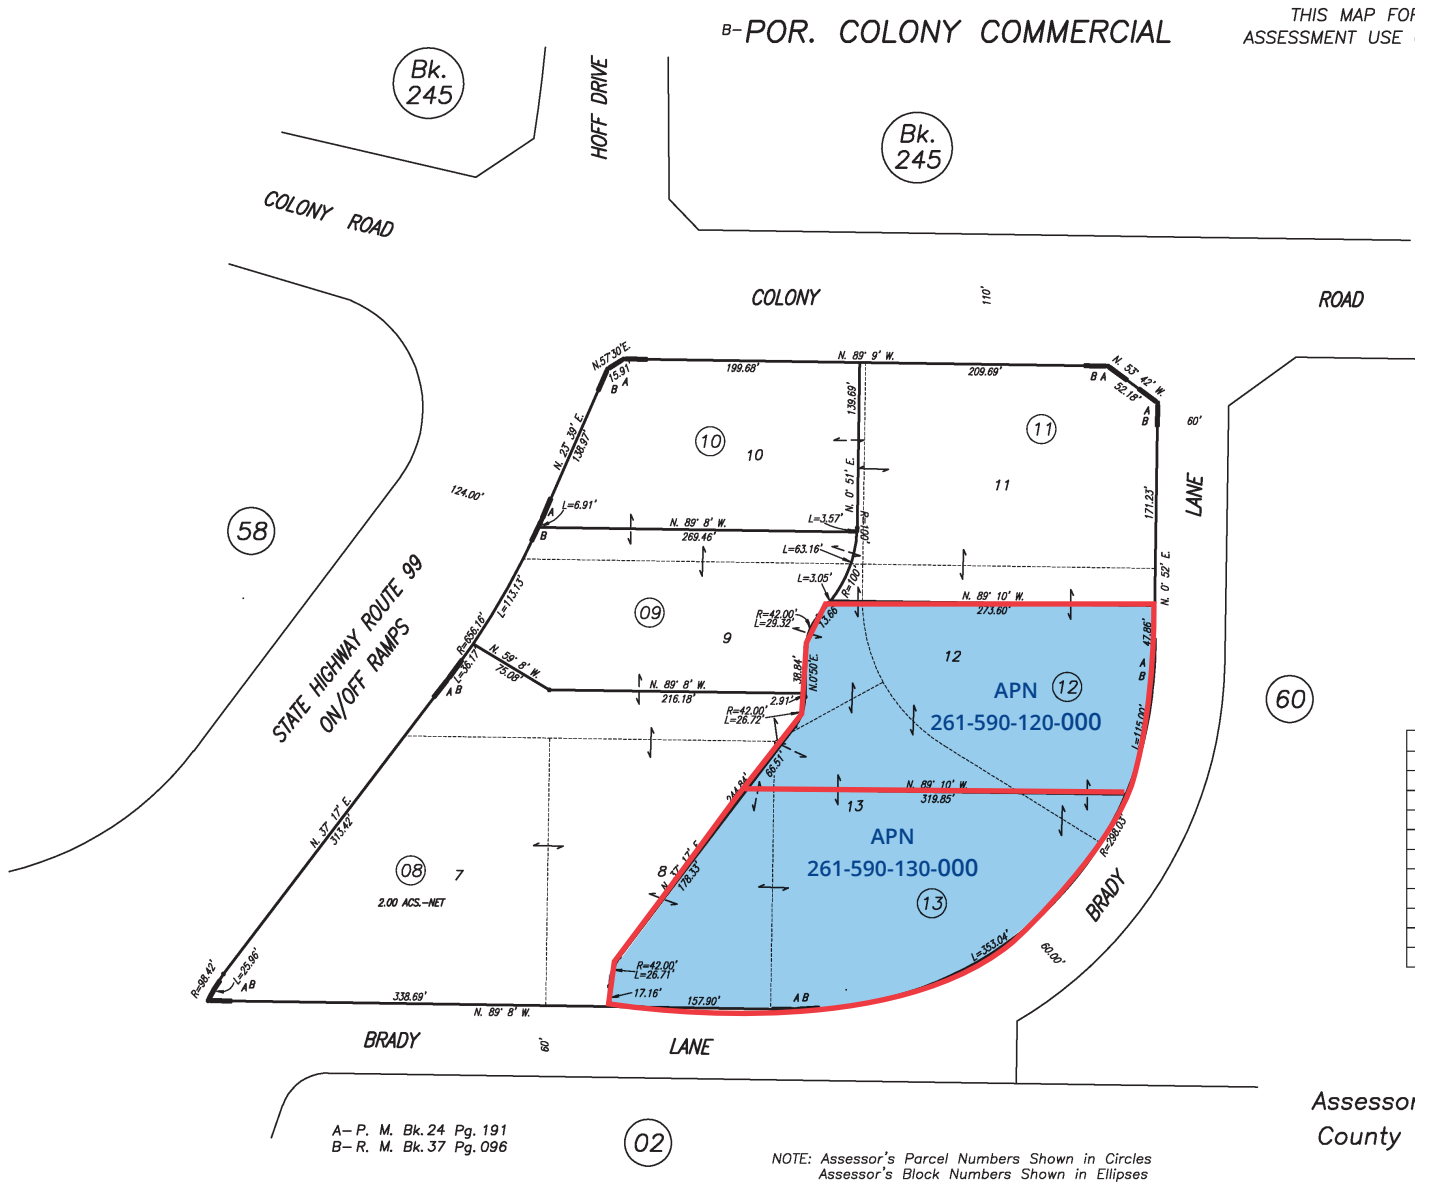 B-POR. COLONY COMMERCIAL
THIS MAP FOR
ASSESSMENT USE
Bk.
245
HOFF DRIVE
Bk.
245
COLONY ROAD
COLONY
110'
ROAD
N.57°30'E.
15.91'
B A
199.68'
N. 89° 9' W.
209.69'
B A
N. 53° 42' W.
52.18'
A
B
60'
LANE
139.69'
N. 0° 51' E.
N. 23° 39' E.
138.97'
10
10
11
11
171.23'
N. 0° 52' E.
124.00'
L=6.91'
A
B
N. 89° 8' W.
269.46'
L=3.57'
R=100'
L=63.16'
R=100'
L=3.05'
58
STATE HIGHWAY ROUTE 99
ON/OFF RAMPS
L=113.13'
R=656.16'
L=36.17'
A B
09
9
R=42.00'
L=29.32'
13.66'
N. 89° 10' W.
273.60'
47.86'
A
B
N. 59° 8' W.
75.08'
N. 89° 8' W.
216.18'
38.84'
N.0°50'E.
2.91'
R=42.00'
L=26.72'
12
APN 12
261-590-120-000
L=115.00'
60
66.51'
244.84'
N. 89° 10' W.
319.85'
13
APN
261-590-130-000
13
R=298.03'
N. 37° 17' E.
313.42'
8
N. 37° 17' E.
178.33'
08
7
2.00 ACS.-NET
BRADY
60.00'
L=353.04'
R=98.42'
L=25.96'
A B
R=42.00'
L=26.71'
17.16'
338.69'
N. 89° 8' W.
157.90'
A B
BRADY
60'
LANE
A-P. M. Bk.24 Pg.191
B-R. M. Bk.37 Pg.096
02
NOTE: Assessor's Parcel Numbers Shown in Circles
Assessor's Block Numbers Shown in Ellipses
Assessor
County